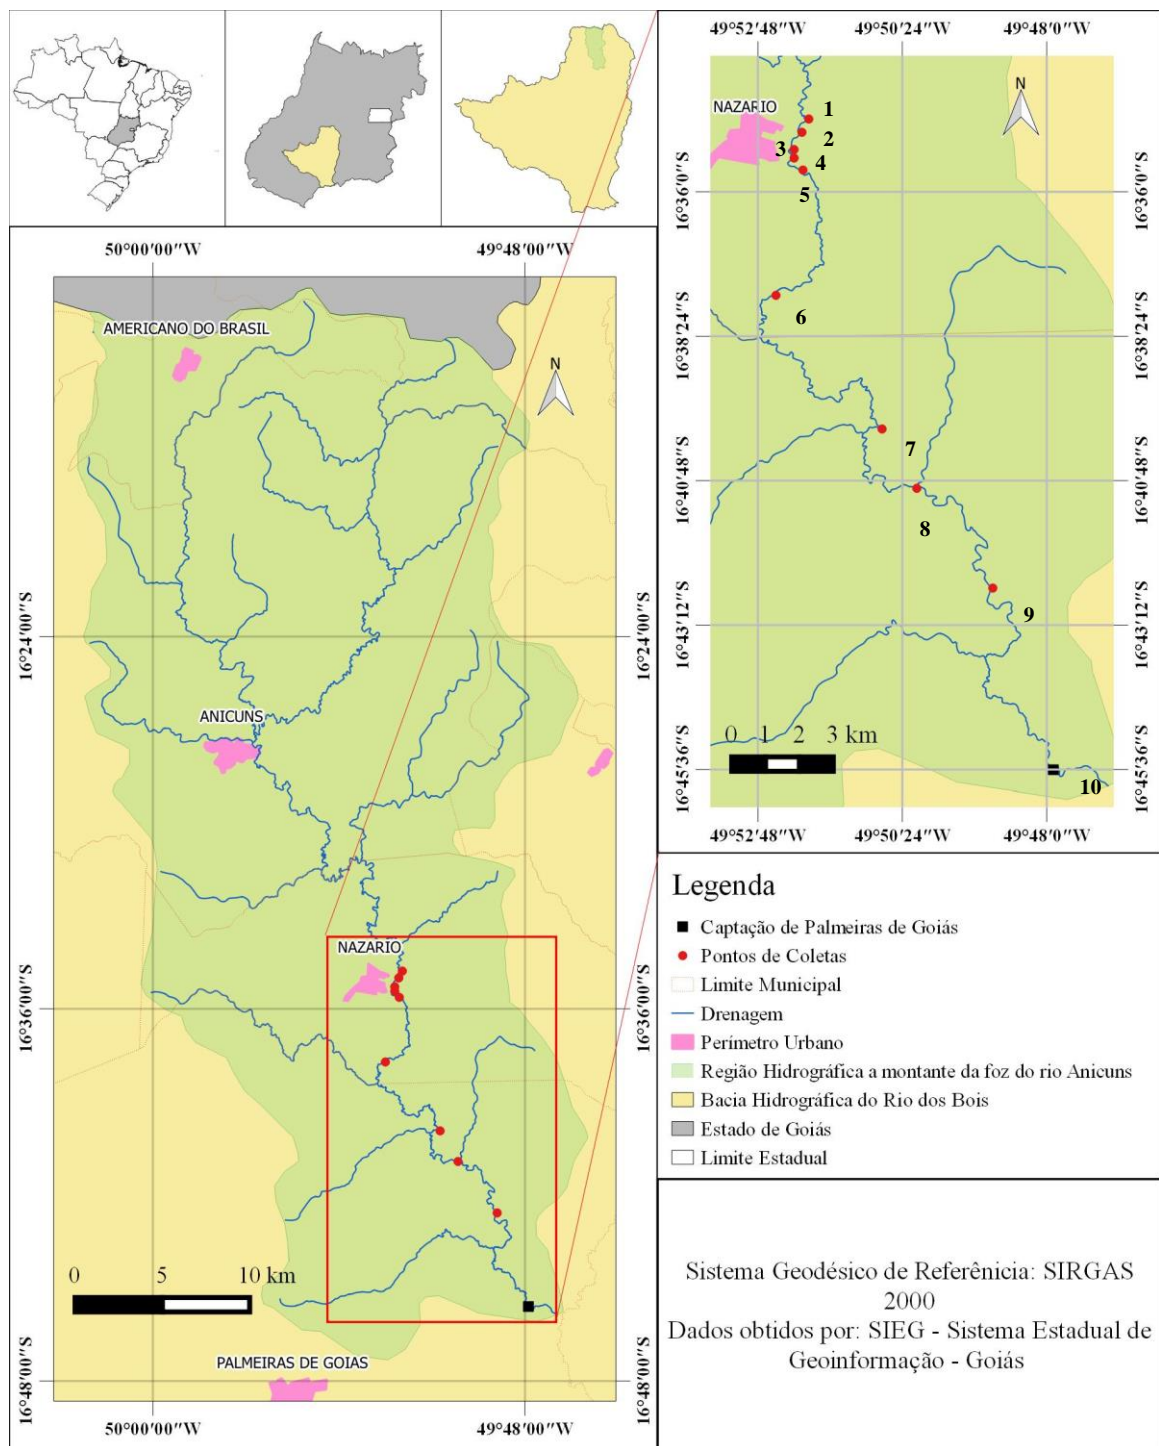 49°52'48"W 49°50'24"W 49°48'0"W
N
NAZARIO
1
2
3
4
5
6
7
8
9
10
16°36'0"S
16°38'24"S
16°40'48"S
16°43'12"S
16°45'36"S
16°36'0"S
16°38'24"S
16°40'48"S
16°43'12"S
16°45'36"S
0 1 2 3 km
49°52'48"W 49°50'24"W 49°48'0"W
50°00'00"W 49°48'00"W
AMERICANO DO BRASIL
N
16°24'00"S
16°24'00"S
ANICUNS
NAZARIO
16°36'00"S
16°36'00"S
0 5 10 km
PALMEIRAS DE GOIAS
16°48'00"S
16°48'00"S
50°00'00"W 49°48'00"W
Legenda
Captação de Palmeiras de Goiás
Pontos de Coletas
Limite Municipal
Drenagem
Perímetro Urbano
Região Hidrográfica a montante da foz do rio Anicuns
Bacia Hidrográfica do Rio dos Bois
Estado de Goiás
Limite Estadual
Sistema Geodésico de Referênicia: SIRGAS
2000
Dados obtidos por: SIEG - Sistema Estadual de
Geoinformação - Goiás